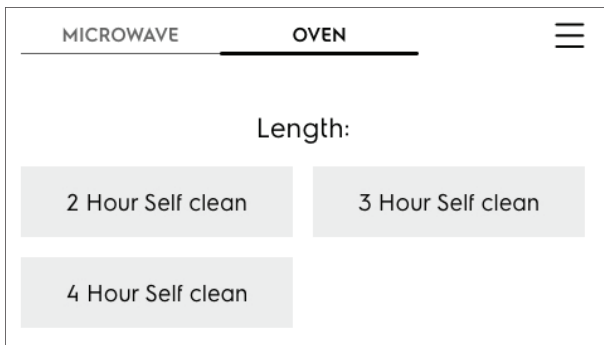 MICROWAVE OVEN
Length:
2 Hour Self clean 3 Hour Self clean
4 Hour Self clean